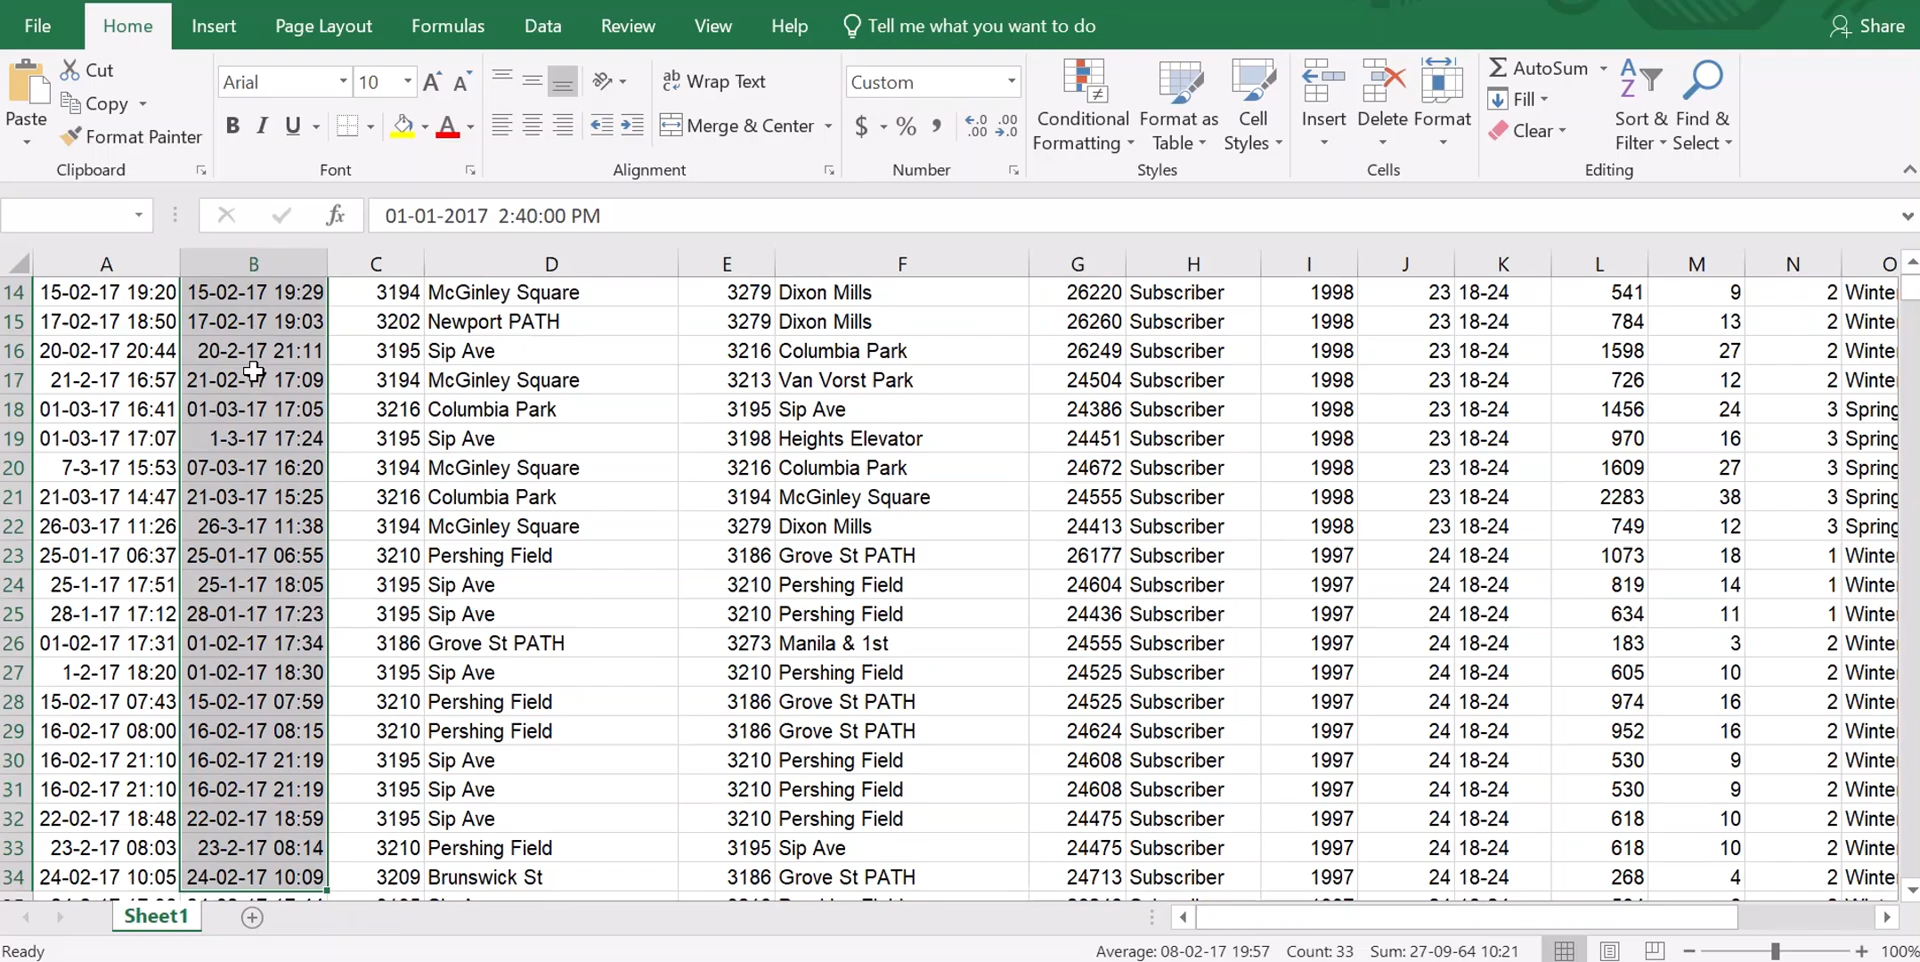 File Home Insert Page Layout Formulas Data Review View Help Tell me what you want to do Share
Cut Arial 10 Wrap Text Custom AutoSum
Copy Fill
Paste Format Painter B I U Merge & Center $ % , Conditional Formatting Format as Table Cell Styles Insert Delete Format Clear Sort & Filter Find & Select
Clipboard Font Alignment Number Styles Cells Editing
fx 01-01-2017 2:40:00 PM
A B C D E F G H I J K L M N O
14 15-02-17 19:20 15-02-17 19:29 3194 McGinley Square 3279 Dixon Mills 26220 Subscriber 1998 23 18-24 541 9 2 Winte
15 17-02-17 18:50 17-02-17 19:03 3202 Newport PATH 3279 Dixon Mills 26260 Subscriber 1998 23 18-24 784 13 2 Winte
16 20-02-17 20:44 20-2-17 21:11 3195 Sip Ave 3216 Columbia Park 26249 Subscriber 1998 23 18-24 1598 27 2 Winte
17 21-2-17 16:57 21-02-17 17:09 3194 McGinley Square 3213 Van Vorst Park 24504 Subscriber 1998 23 18-24 726 12 2 Winte
18 01-03-17 16:41 01-03-17 17:05 3216 Columbia Park 3195 Sip Ave 24386 Subscriber 1998 23 18-24 1456 24 3 Spring
19 01-03-17 17:07 1-3-17 17:24 3195 Sip Ave 3198 Heights Elevator 24451 Subscriber 1998 23 18-24 970 16 3 Spring
20 7-3-17 15:53 07-03-17 16:20 3194 McGinley Square 3216 Columbia Park 24672 Subscriber 1998 23 18-24 1609 27 3 Spring
21 21-03-17 14:47 21-03-17 15:25 3216 Columbia Park 3194 McGinley Square 24555 Subscriber 1998 23 18-24 2283 38 3 Spring
22 26-03-17 11:26 26-3-17 11:38 3194 McGinley Square 3279 Dixon Mills 24413 Subscriber 1998 23 18-24 749 12 3 Spring
23 25-01-17 06:37 25-01-17 06:55 3210 Pershing Field 3186 Grove St PATH 26177 Subscriber 1997 24 18-24 1073 18 1 Winte
24 25-1-17 17:51 25-1-17 18:05 3195 Sip Ave 3210 Pershing Field 24604 Subscriber 1997 24 18-24 819 14 1 Winte
25 28-1-17 17:12 28-01-17 17:23 3195 Sip Ave 3210 Pershing Field 24436 Subscriber 1997 24 18-24 634 11 1 Winte
26 01-02-17 17:31 01-02-17 17:34 3186 Grove St PATH 3273 Manila & 1st 24555 Subscriber 1997 24 18-24 183 3 2 Winte
27 1-2-17 18:20 01-02-17 18:30 3195 Sip Ave 3210 Pershing Field 24525 Subscriber 1997 24 18-24 605 10 2 Winte
28 15-02-17 07:43 15-02-17 07:59 3210 Pershing Field 3186 Grove St PATH 24525 Subscriber 1997 24 18-24 974 16 2 Winte
29 16-02-17 08:00 16-02-17 08:15 3210 Pershing Field 3186 Grove St PATH 24624 Subscriber 1997 24 18-24 952 16 2 Winte
30 16-02-17 21:10 16-02-17 21:19 3195 Sip Ave 3210 Pershing Field 24608 Subscriber 1997 24 18-24 530 9 2 Winte
31 16-02-17 21:10 16-02-17 21:19 3195 Sip Ave 3210 Pershing Field 24608 Subscriber 1997 24 18-24 530 9 2 Winte
32 22-02-17 18:48 22-02-17 18:59 3195 Sip Ave 3210 Pershing Field 24475 Subscriber 1997 24 18-24 618 10 2 Winte
33 23-2-17 08:03 23-2-17 08:14 3210 Pershing Field 3195 Sip Ave 24475 Subscriber 1997 24 18-24 618 10 2 Winte
34 24-02-17 10:05 24-02-17 10:09 3209 Brunswick St 3186 Grove St PATH 24713 Subscriber 1997 24 18-24 268 4 2 Winte
Sheet1
Ready Average: 08-02-17 19:57 Count: 33 Sum: 27-09-64 10:21 100%